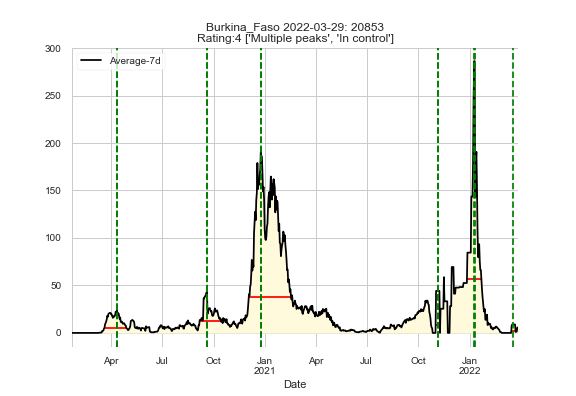 Burkina_Faso 2022-03-29: 20853
Rating:4 ['Multiple peaks', 'In control']
300
Average-7d
250
200
150
100
50
0
Apr Jul Oct Jan Apr Jul Oct Jan
2021 2022
Date